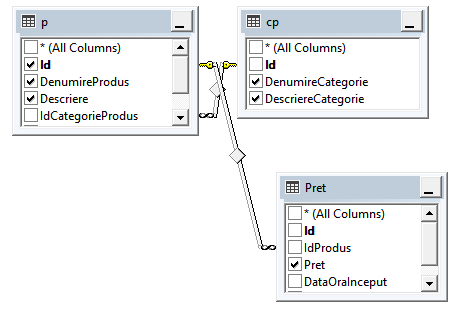 p
* (All Columns)
Id
DenumireProdus
Descriere
IdCategorieProdus
cp
* (All Columns)
Id
DenumireCategorie
DescriereCategorie
Pret
* (All Columns)
Id
IdProdus
Pret
DataOraInceput